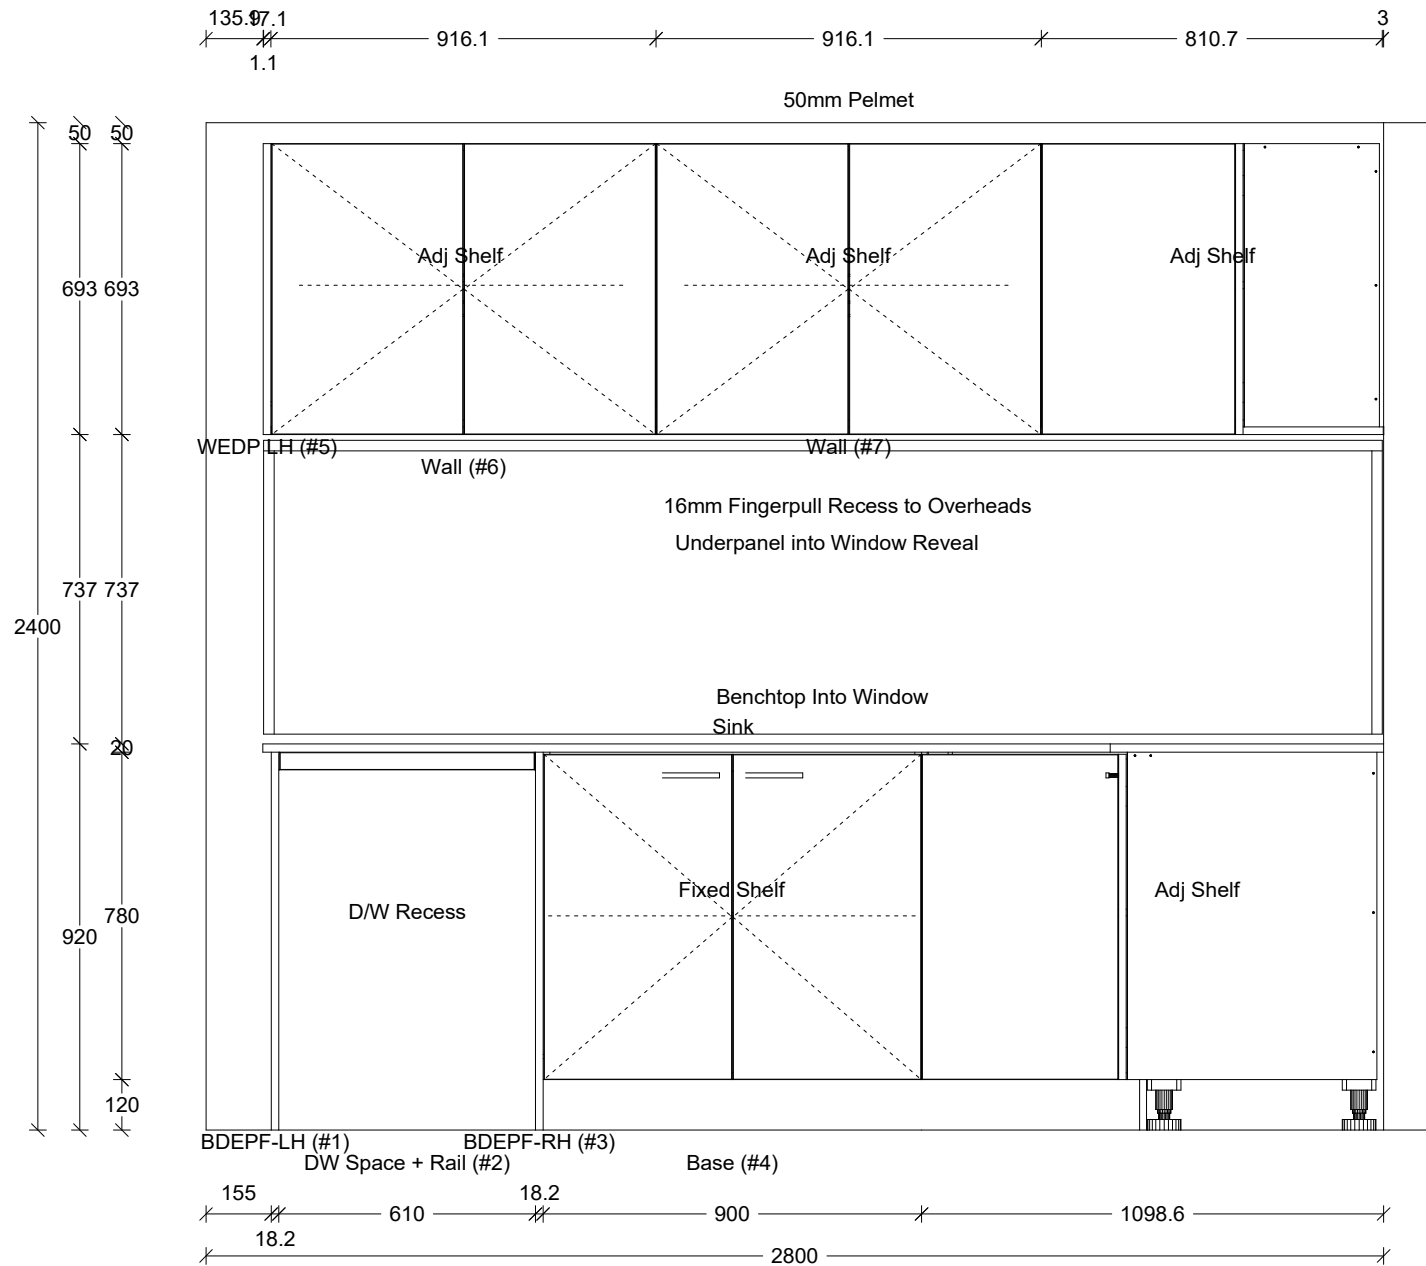 135.9 17.1 3
916.1 916.1 810.7
1.1
50mm Pelmet
50 50
Adj Shelf Adj Shelf Adj Shelf
693 693
WEDP LH (#5) Wall (#7)
Wall (#6)
16mm Fingerpull Recess to Overheads
Underpanel into Window Reveal
737 737
2400
Benchtop Into Window
Sink
20
Fixed Shelf Adj Shelf
D/W Recess
780
920
120
BDEPF-LH (#1) BDEPF-RH (#3)
DW Space + Rail (#2) Base (#4)
155 18.2
610 900 1098.6
18.2
2800